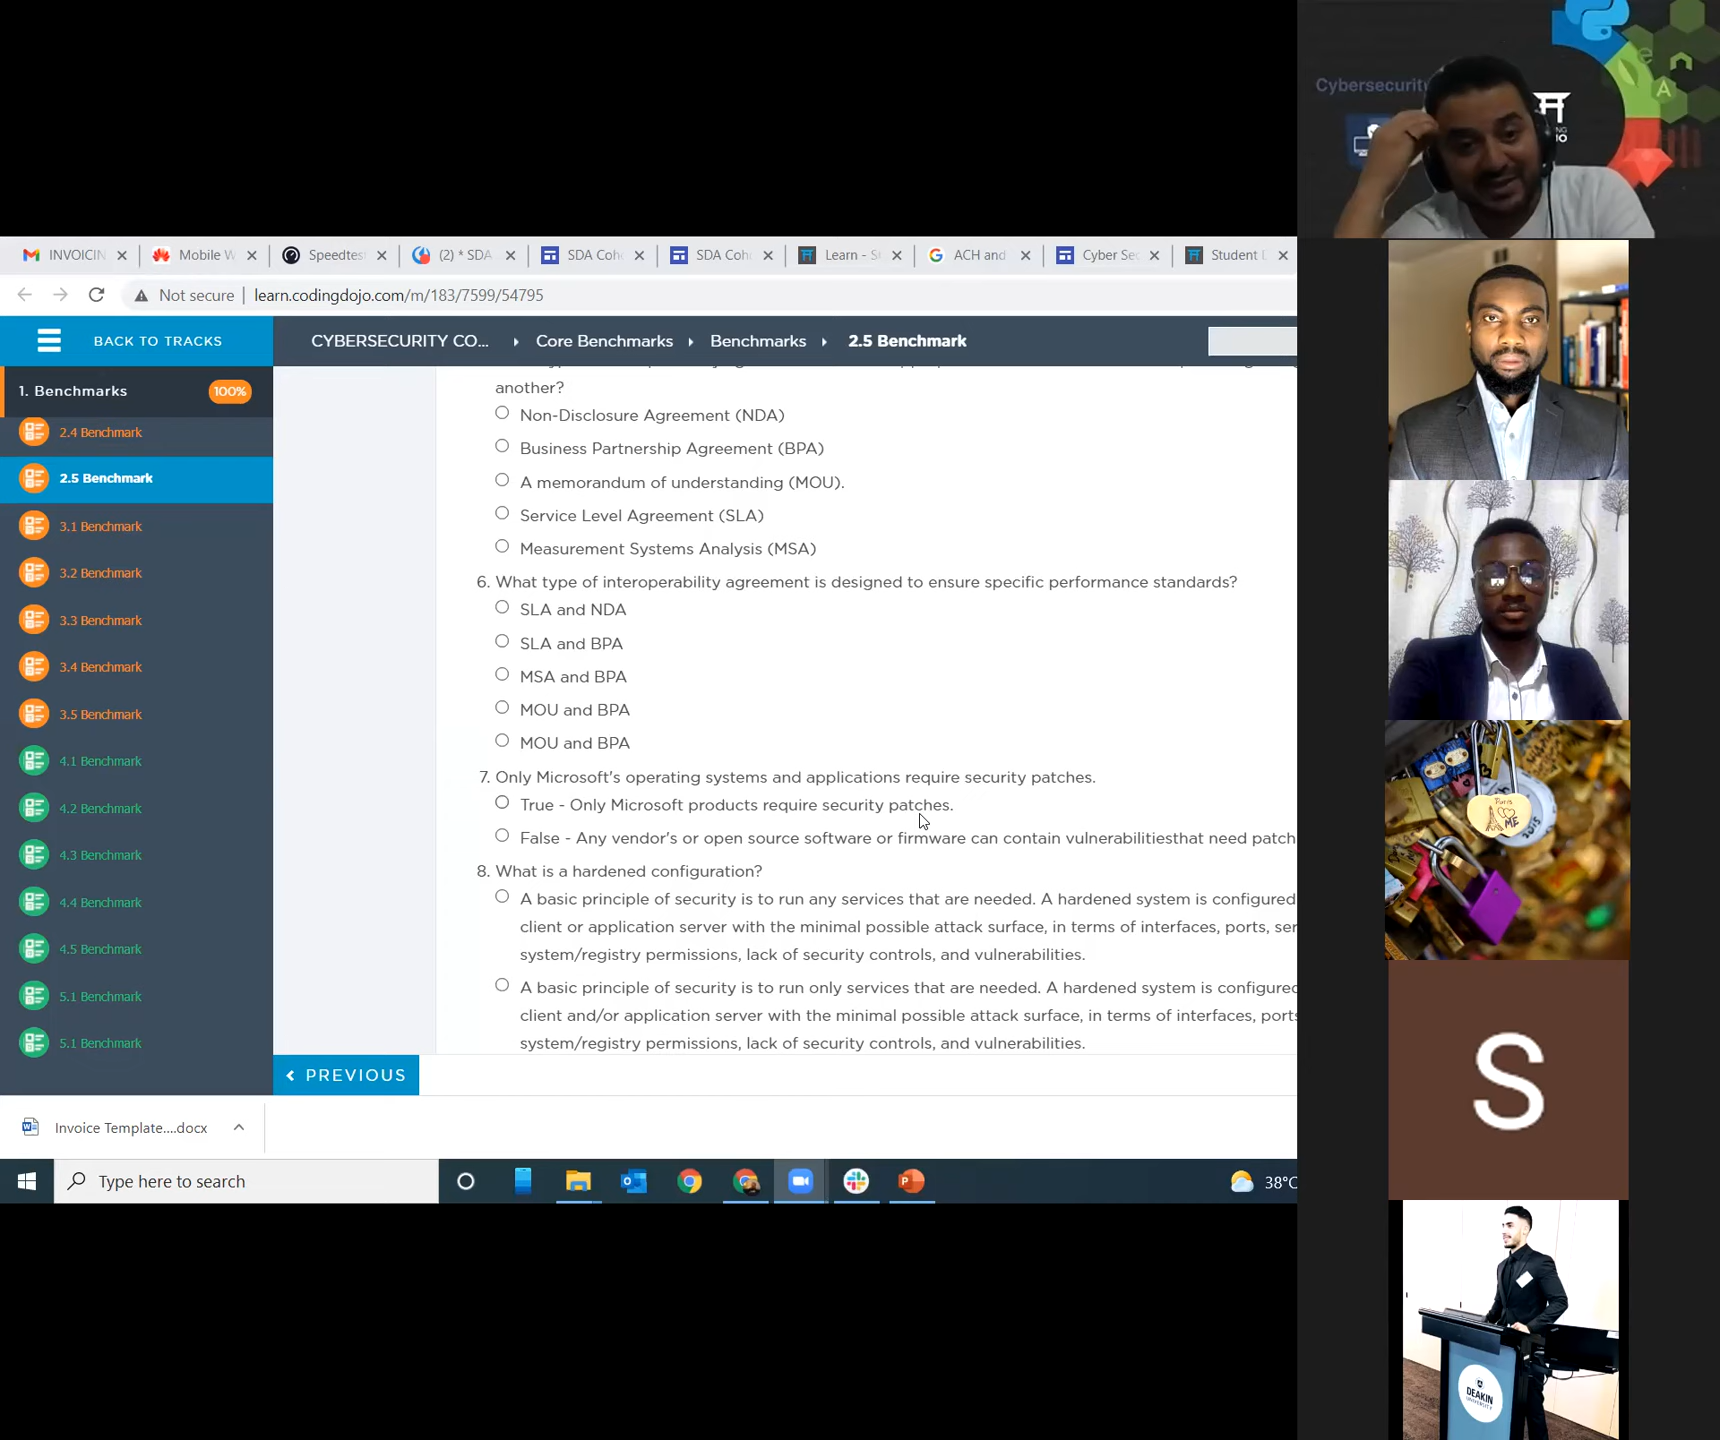 INVOICIN
Mobile W
Speedtes
(2) * SDA
SDA Coh
SDA Coh
Learn - S
ACH and
Cyber Sec
Student D
Not secure | learn.codingdojo.com/m/183/7599/54795
BACK TO TRACKS
CYBERSECURITY CO... Core Benchmarks Benchmarks 2.5 Benchmark
1. Benchmarks 100%
2.4 Benchmark
2.5 Benchmark
3.1 Benchmark
3.2 Benchmark
3.3 Benchmark
3.4 Benchmark
3.5 Benchmark
4.1 Benchmark
4.2 Benchmark
4.3 Benchmark
4.4 Benchmark
4.5 Benchmark
5.1 Benchmark
5.1 Benchmark
another?
Non-Disclosure Agreement (NDA)
Business Partnership Agreement (BPA)
A memorandum of understanding (MOU).
Service Level Agreement (SLA)
Measurement Systems Analysis (MSA)
6. What type of interoperability agreement is designed to ensure specific performance standards?
SLA and NDA
SLA and BPA
MSA and BPA
MOU and BPA
MOU and BPA
7. Only Microsoft's operating systems and applications require security patches.
True - Only Microsoft products require security patches.
False - Any vendor's or open source software or firmware can contain vulnerabilitiesthat need patch
8. What is a hardened configuration?
A basic principle of security is to run any services that are needed. A hardened system is configured
client or application server with the minimal possible attack surface, in terms of interfaces, ports, ser
system/registry permissions, lack of security controls, and vulnerabilities.
A basic principle of security is to run only services that are needed. A hardened system is configured
client and/or application server with the minimal possible attack surface, in terms of interfaces, ports
system/registry permissions, lack of security controls, and vulnerabilities.
PREVIOUS
Invoice Template....docx
Type here to search
38°C
Cybersecurity
Paris
ME
2015
S
DEAKIN
UNIVERSITY